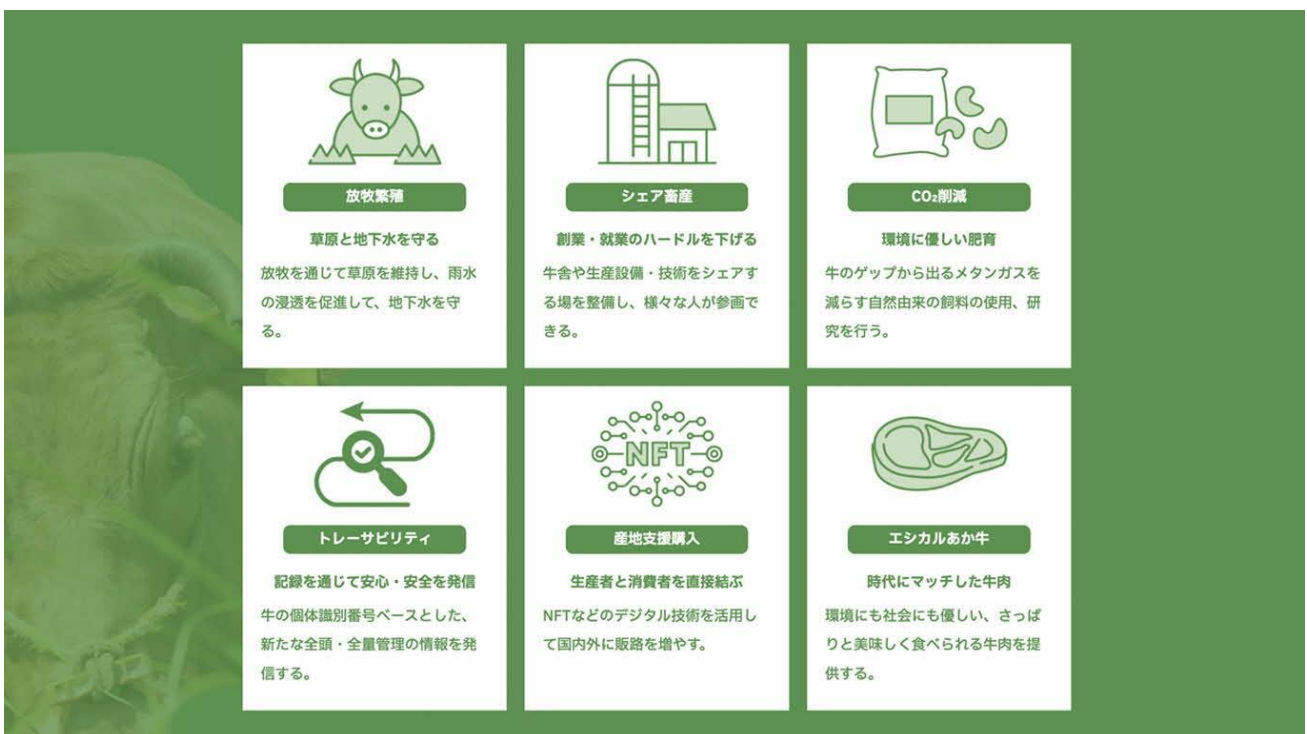 放牧繁殖
草原と地下水を守る
放牧を通じて草原を維持し、雨水
の浸透を促進して、地下水を守
る。
シェア畜産
創業・就業のハードルを下げる
牛舎や生産設備・技術をシェアす
る場を整備し、様々な人が参画で
きる。
CO₂削減
環境に優しい肥育
牛のゲップから出るメタンガスを
減らす自然由来の飼料の使用、研
究を行う。
トレーサビリティ
記録を通じて安心・安全を発信
牛の個体識別番号ベースとした、
新たな全頭・全量管理の情報を発
信する。
NFT
産地支援購入
生産者と消費者を直接結ぶ
NFTなどのデジタル技術を活用し
て国内外に販路を増やす。
エシカルあか牛
時代にマッチした牛肉
環境にも社会にも優しい、さっぱ
りと美味しく食べられる牛肉を提
供する。